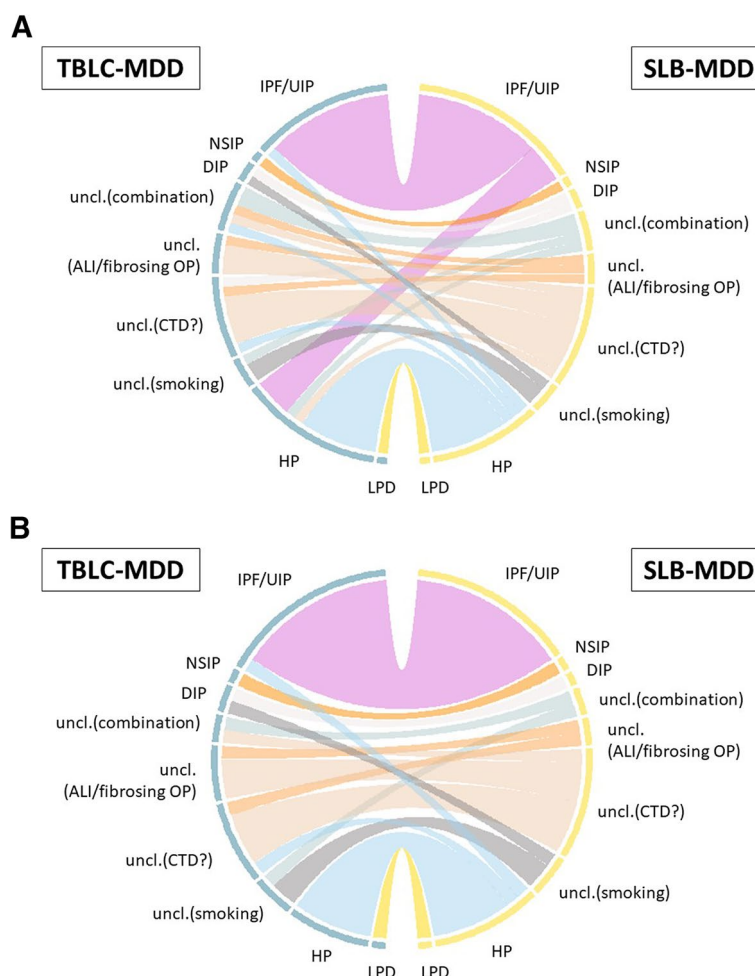 A
TBLC-MDD
SLB-MDD
IPF/UIP
IPF/UIP
NSIP
DIP
uncl.(combination)
uncl.
(ALI/fibrosing OP)
uncl.(CTD?)
uncl.(smoking)
HP
LPD
NSIP
DIP
uncl.(combination)
uncl.
(ALI/fibrosing OP)
uncl.(CTD?)
uncl.(smoking)
HP
LPD
B
TBLC-MDD
SLB-MDD
IPF/UIP
IPF/UIP
NSIP
DIP
uncl.(combination)
uncl.
(ALI/fibrosing OP)
uncl.(CTD?)
uncl.(smoking)
HP
LPD
NSIP
DIP
uncl.(combination)
uncl.
(ALI/fibrosing OP)
uncl.(CTD?)
uncl.(smoking)
HP
LPD